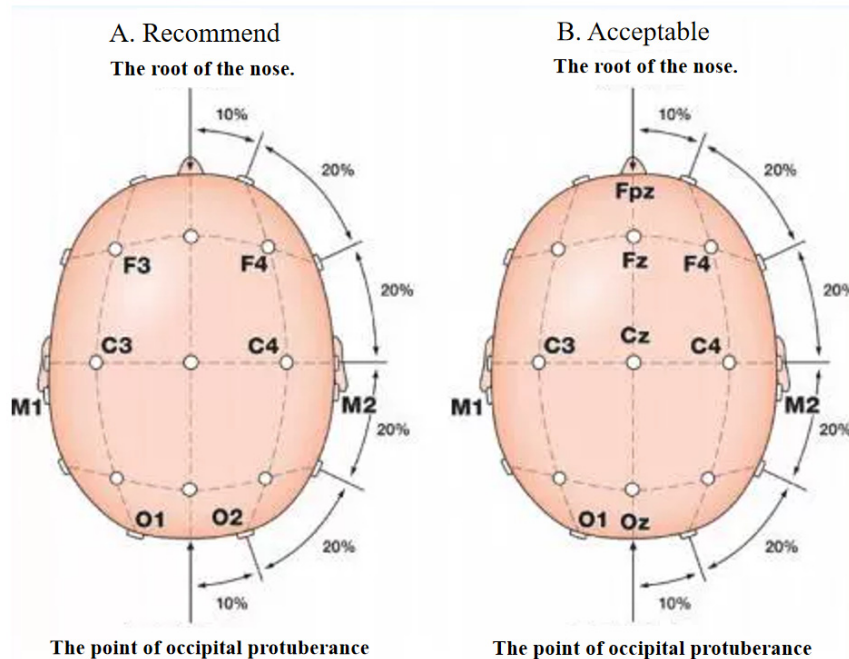 A. Recommend
The root of the nose.
10%
20%
F3 F4
20%
C3 C4
M1 M2
20%
O1 O2
20%
10%
The point of occipital protuberance
B. Acceptable
The root of the nose.
10%
Fpz
20%
Fz F4
20%
Cz
C3 C4
M1 M2
20%
O1 Oz
20%
10%
The point of occipital protuberance